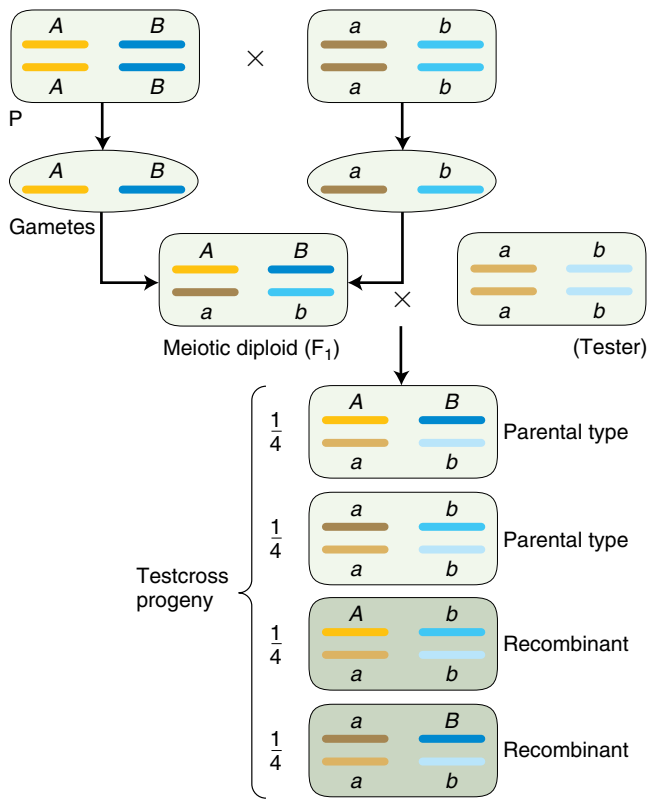 A B a b
×
A B a b
P
A B a b
Gametes
A B a b
×
a b a b
Meiotic diploid (F1) (Tester)
A B
1/4 Parental type
a b
a b
1/4 Parental type
a b
Testcross
progeny
A b
1/4 Recombinant
a b
a B
1/4 Recombinant
a b